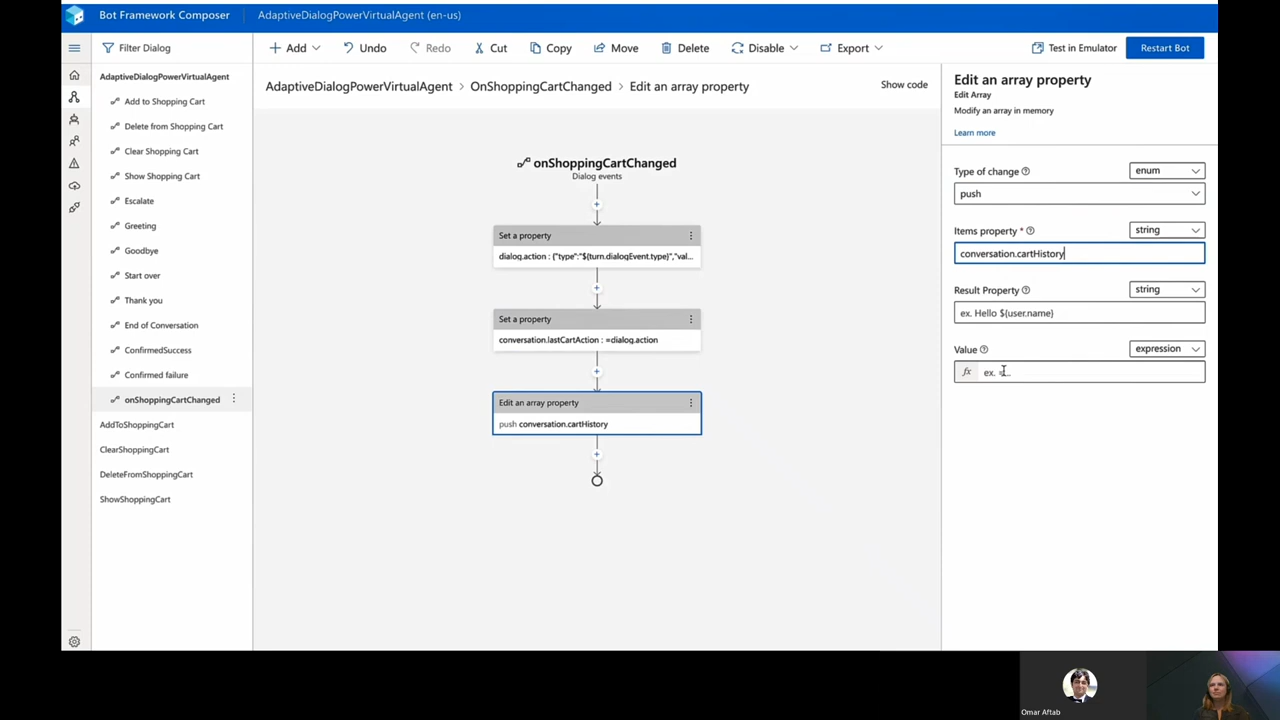 Bot Framework Composer
AdaptiveDialogPowerVirtualAgent (en-us)
Filter Dialog
Add
Undo
Redo
Cut
Copy
Move
Delete
Disable
Export
Test in Emulator
Restart Bot
AdaptiveDialogPowerVirtualAgent
Add to Shopping Cart
Delete from Shopping Cart
Clear Shopping Cart
Show Shopping Cart
Escalate
Greeting
Goodbye
Start over
Thank you
End of Conversation
ConfirmedSuccess
Confirmed failure
onShoppingCartChanged
AddToShoppingCart
ClearShoppingCart
DeleteFromShoppingCart
ShowShoppingCart
AdaptiveDialogPowerVirtualAgent > OnShoppingCartChanged > Edit an array property
Show code
onShoppingCartChanged
Dialog events
Set a property
dialog.action : {"type":"${turn.dialogEvent.type}","val...
Set a property
conversation.lastCartAction : =dialog.action
Edit an array property
push conversation.cartHistory
Edit an array property
Edit Array
Modify an array in memory
Learn more
Type of change
enum
push
Items property *
string
conversation.cartHistory
Result Property
string
ex. Hello ${user.name}
Value
expression
fx ex.
Omar Aftab